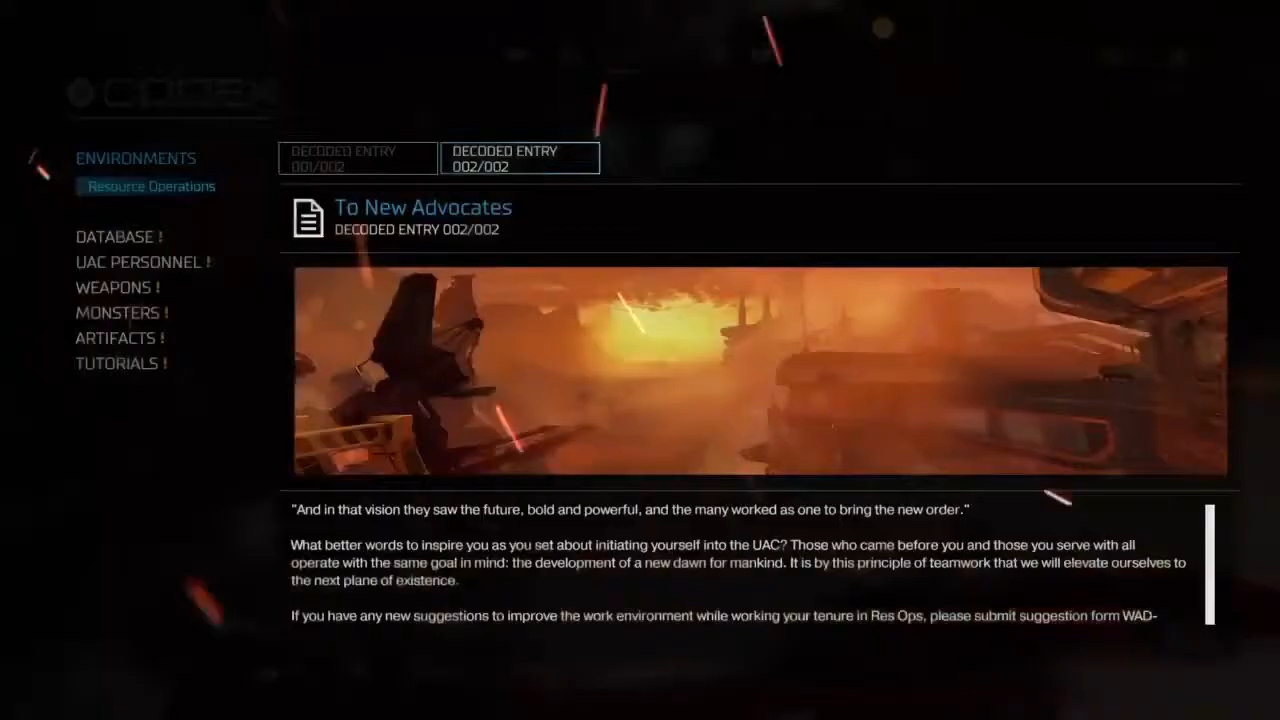 CODEX
ENVIRONMENTS
Resource Operations
DATABASE !
UAC PERSONNEL !
WEAPONS !
MONSTERS !
ARTIFACTS !
TUTORIALS !
DECODED ENTRY
001/002
DECODED ENTRY
002/002
To New Advocates
DECODED ENTRY 002/002
"And in that vision they saw the future, bold and powerful, and the many worked as one to bring the new order."
What better words to inspire you as you set about initiating yourself into the UAC? Those who came before you and those you serve with all
operate with the same goal in mind: the development of a new dawn for mankind. It is by this principle of teamwork that we will elevate ourselves to
the next plane of existence.
If you have any new suggestions to improve the work environment while working your tenure in Res Ops, please submit suggestion form WAD-